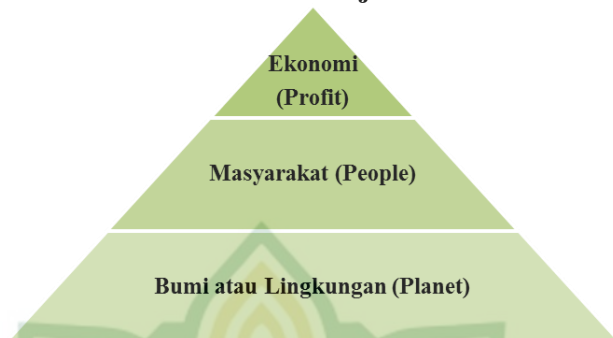 Ekonomi
(Profit)
Masyarakat (People)
Bumi atau Lingkungan (Planet)